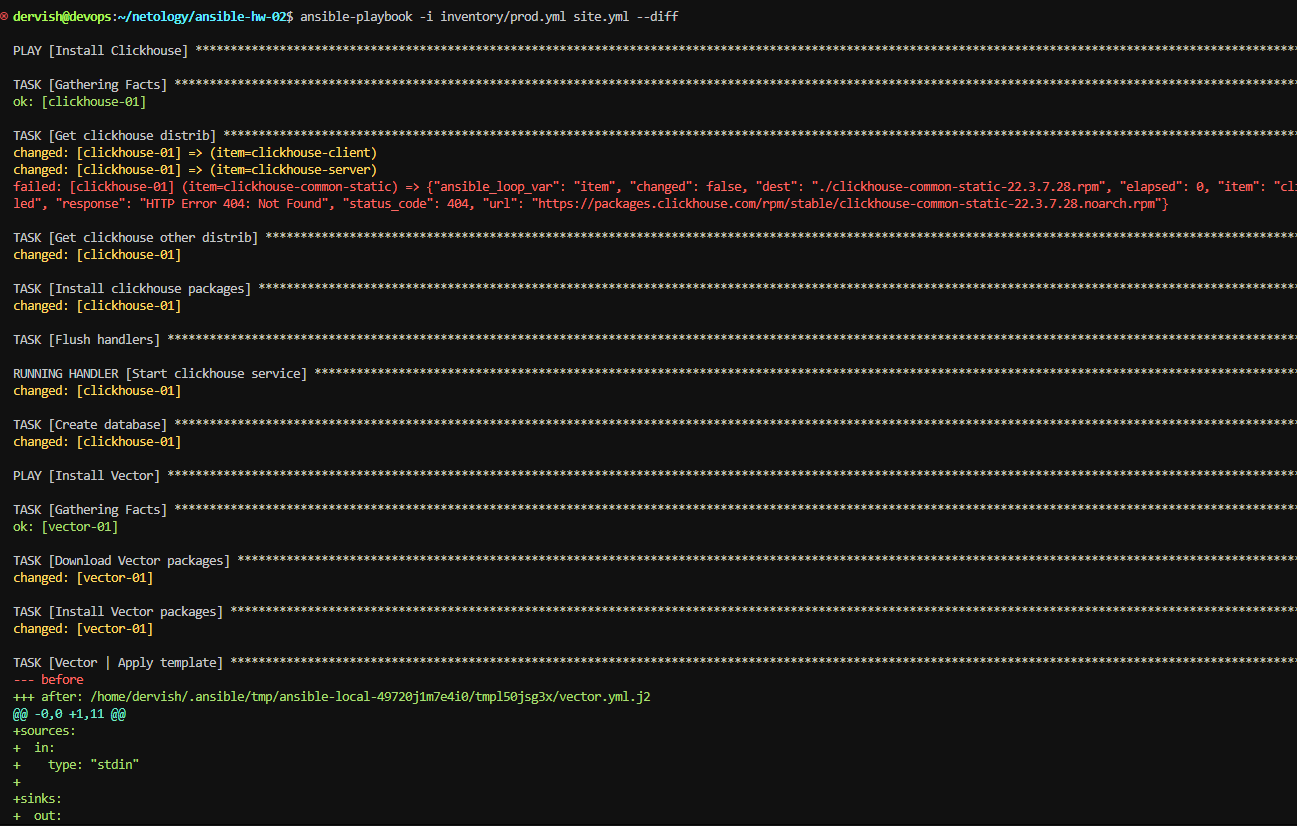 dervish@devops:~/netology/ansible-hw-02$ ansible-playbook -i inventory/prod.yml site.yml --diff
PLAY [Install Clickhouse] ****************************************************************
TASK [Gathering Facts] ****************************************************************
ok: [clickhouse-01]
TASK [Get clickhouse distrib] ****************************************************************
changed: [clickhouse-01] => (item=clickhouse-client)
changed: [clickhouse-01] => (item=clickhouse-server)
failed: [clickhouse-01] (item=clickhouse-common-static) => {"ansible_loop_var": "item", "changed": false, "dest": "./clickhouse-common-static-22.3.7.28.rpm", "elapsed": 0, "item": "cli
led", "response": "HTTP Error 404: Not Found", "status_code": 404, "url": "https://packages.clickhouse.com/rpm/stable/clickhouse-common-static-22.3.7.28.noarch.rpm"}
TASK [Get clickhouse other distrib] ****************************************************************
changed: [clickhouse-01]
TASK [Install clickhouse packages] ****************************************************************
changed: [clickhouse-01]
TASK [Flush handlers] ****************************************************************
RUNNING HANDLER [Start clickhouse service] ****************************************************************
changed: [clickhouse-01]
TASK [Create database] ****************************************************************
changed: [clickhouse-01]
PLAY [Install Vector] ****************************************************************
TASK [Gathering Facts] ****************************************************************
ok: [vector-01]
TASK [Download Vector packages] ****************************************************************
changed: [vector-01]
TASK [Install Vector packages] ****************************************************************
changed: [vector-01]
TASK [Vector | Apply template] ****************************************************************
--- before
+++ after: /home/dervish/.ansible/tmp/ansible-local-49720j1m7e4i0/tmpl50jsg3x/vector.yml.j2
@@ -0,0 +1,11 @@
+sources:
+  in:
+    type: "stdin"
+
+sinks:
+  out: